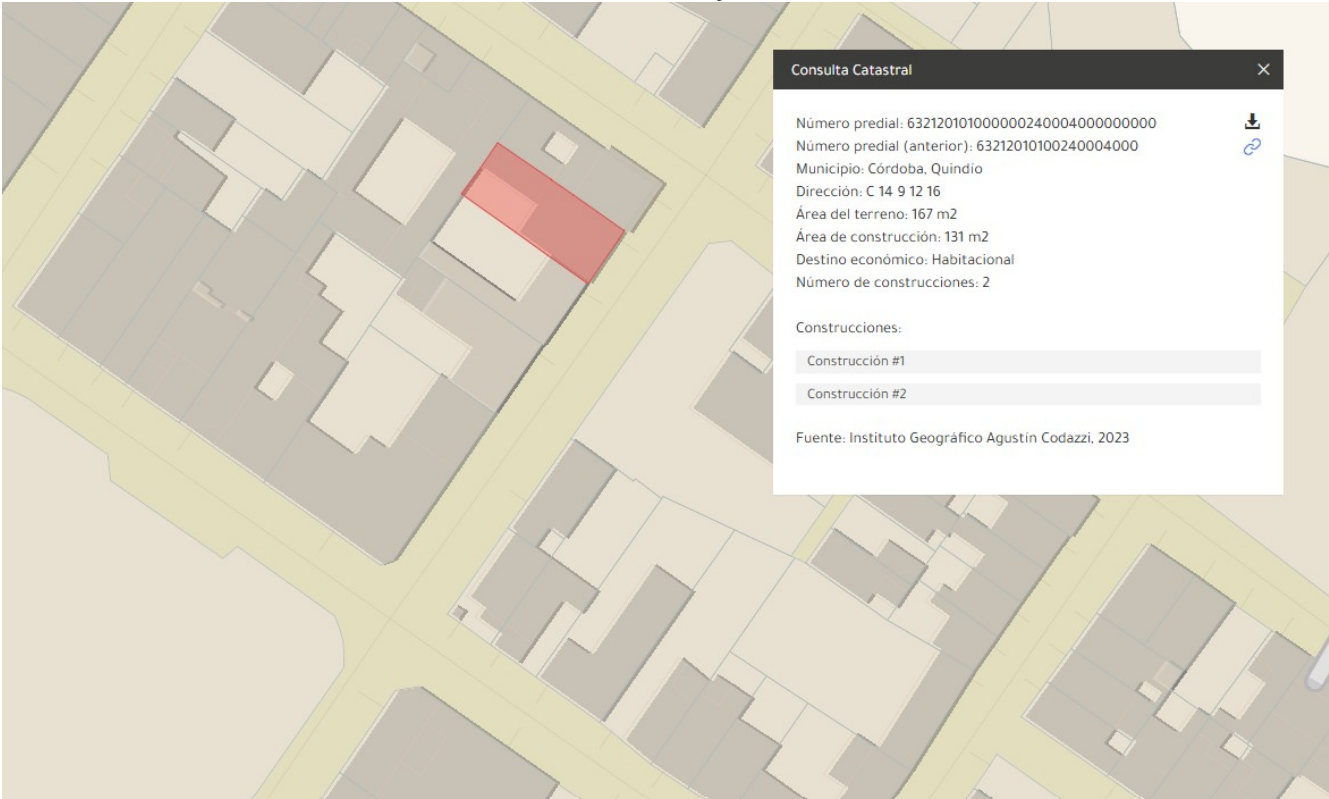 Consulta Catastral
Número predial: 632120101000000240004000000000
Número predial (anterior): 63212010100240004000
Municipio: Córdoba, Quindío
Dirección: C 14 9 12 16
Área del terreno: 167 m2
Área de construcción: 131 m2
Destino económico: Habitacional
Número de construcciones: 2
Construcciones:
Construcción #1
Construcción #2
Fuente: Instituto Geográfico Agustín Codazzi, 2023